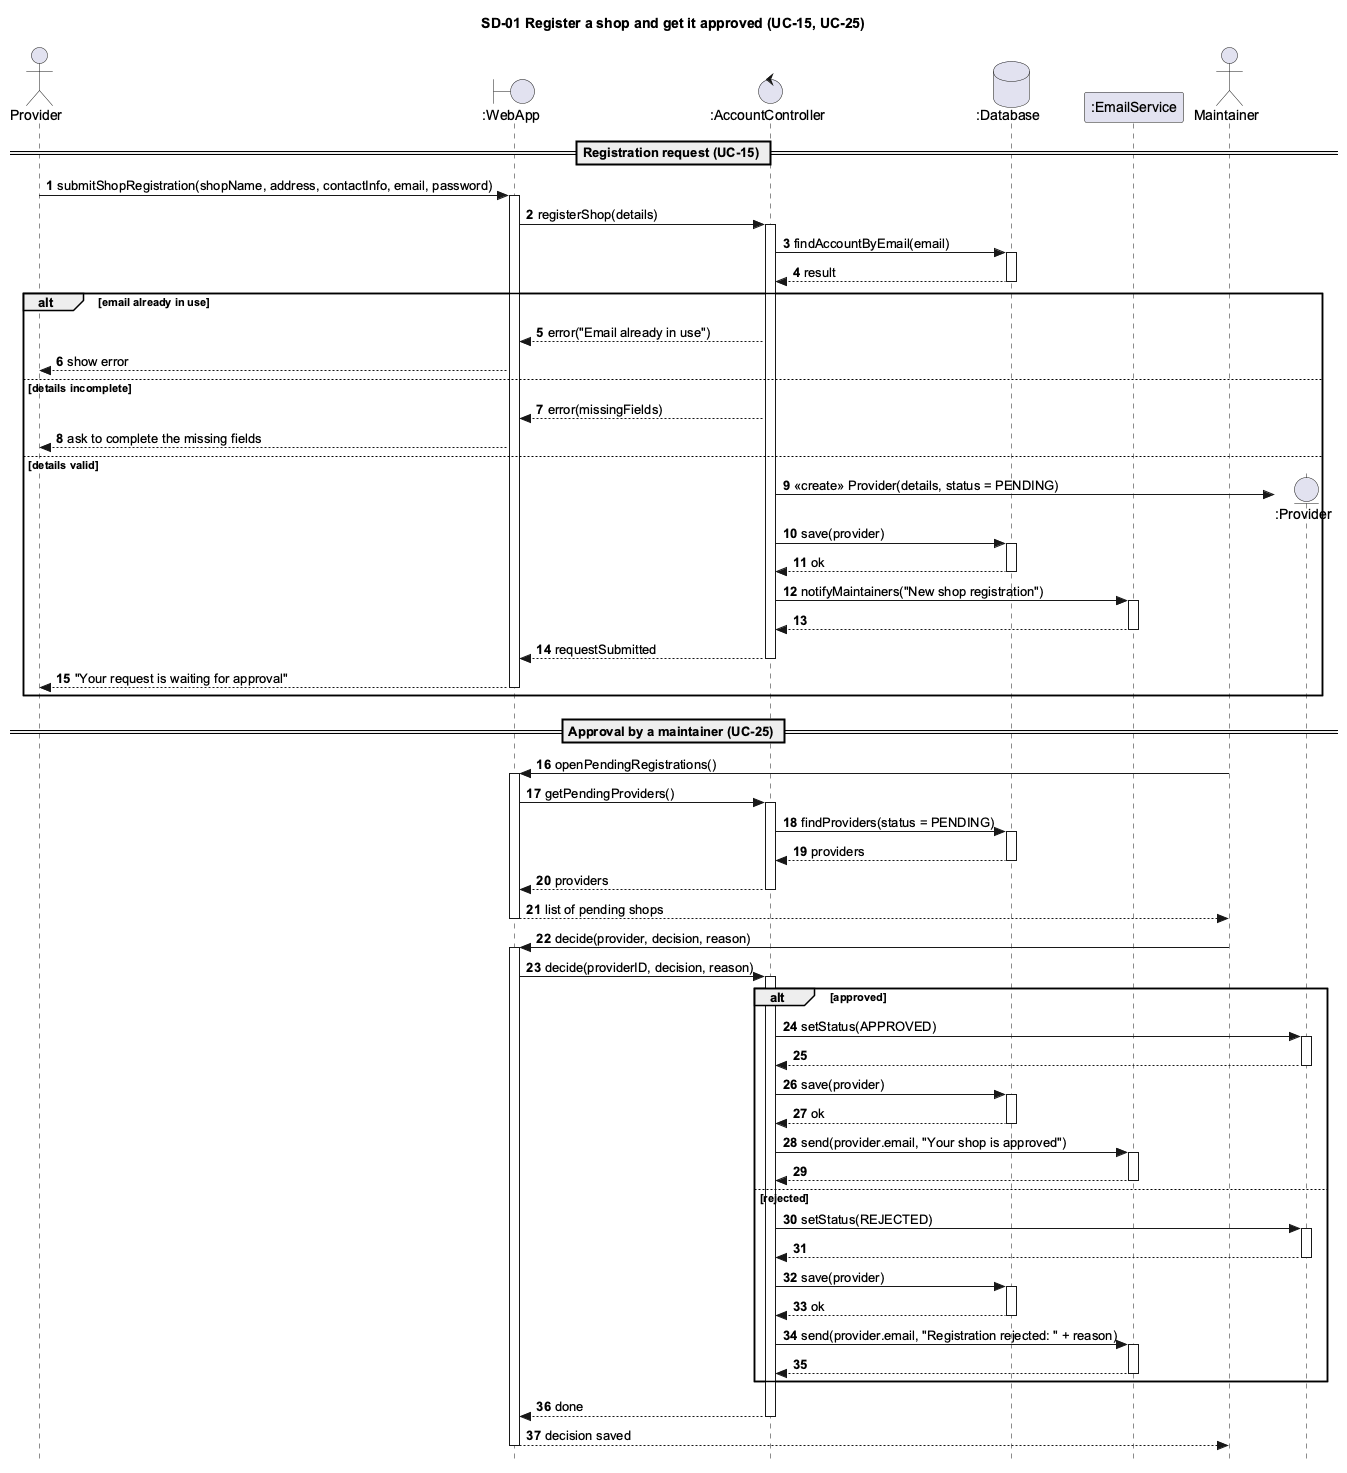 SD-01 Register a shop and get it approved (UC-15, UC-25)
Provider
:WebApp
:AccountController
:Database
:EmailService
Maintainer
Registration request (UC-15)
1 submitShopRegistration(shopName, address, contactInfo, email, password)
2 registerShop(details)
3 findAccountByEmail(email)
4 result
alt [email already in use]
5 error("Email already in use")
6 show error
[details incomplete]
7 error(missingFields)
8 ask to complete the missing fields
[details valid]
9 «create» Provider(details, status = PENDING)
:Provider
10 save(provider)
11 ok
12 notifyMaintainers("New shop registration")
13
14 requestSubmitted
15 "Your request is waiting for approval"
Approval by a maintainer (UC-25)
16 openPendingRegistrations()
17 getPendingProviders()
18 findProviders(status = PENDING)
19 providers
20 providers
21 list of pending shops
22 decide(provider, decision, reason)
23 decide(providerID, decision, reason)
alt [approved]
24 setStatus(APPROVED)
25
26 save(provider)
27 ok
28 send(provider.email, "Your shop is approved")
29
[rejected]
30 setStatus(REJECTED)
31
32 save(provider)
33 ok
34 send(provider.email, "Registration rejected: " + reason)
35
36 done
37 decision saved